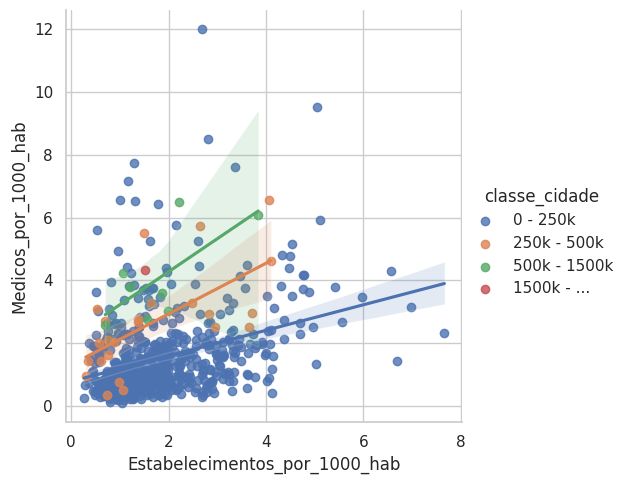 12
10
8
6
4
2
0
Medicos_por_1000_hab
0 2 4 6 8
Estabelecimentos_por_1000_hab
classe_cidade
0 - 250k
250k - 500k
500k - 1500k
1500k - ...